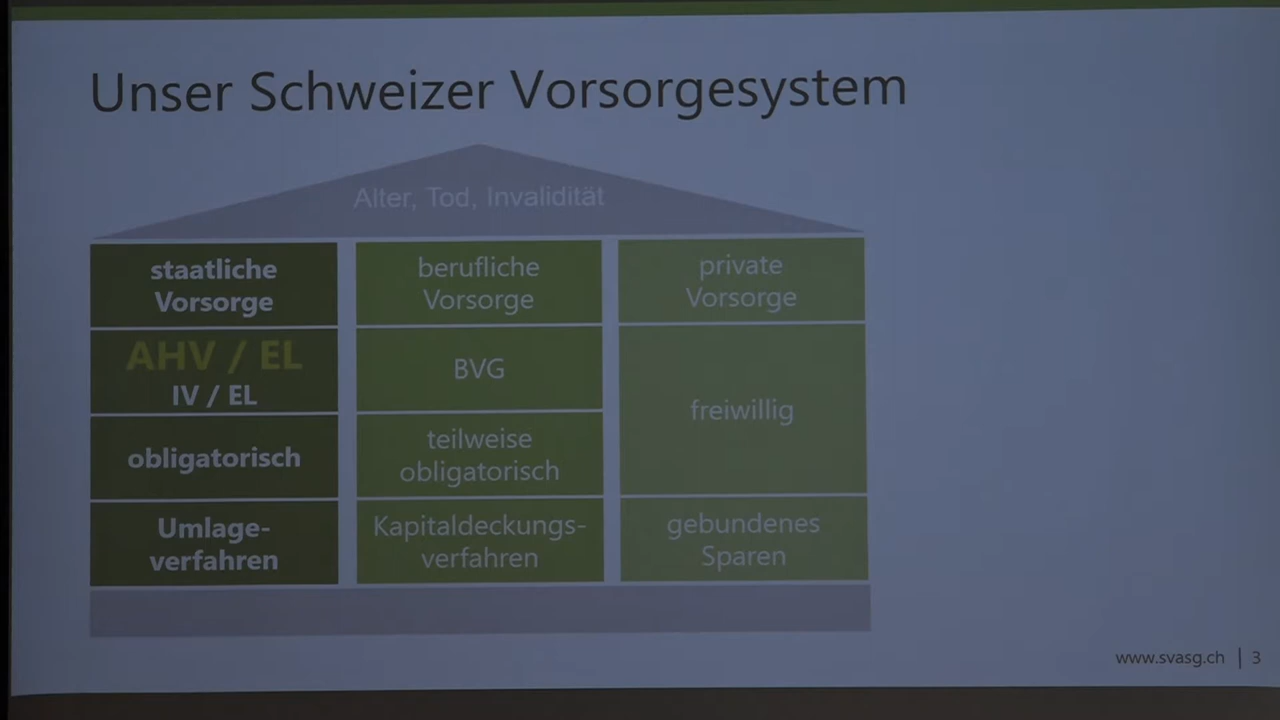 Unser Schweizer Vorsorgesystem
Alter, Tod, Invalidität
staatliche
Vorsorge
AHV / EL
IV / EL
obligatorisch
Umlage-
verfahren
berufliche
Vorsorge
BVG
teilweise
obligatorisch
Kapitaldeckungs-
verfahren
private
Vorsorge
freiwillig
gebundenes
Sparen
www.svasg.ch | 3